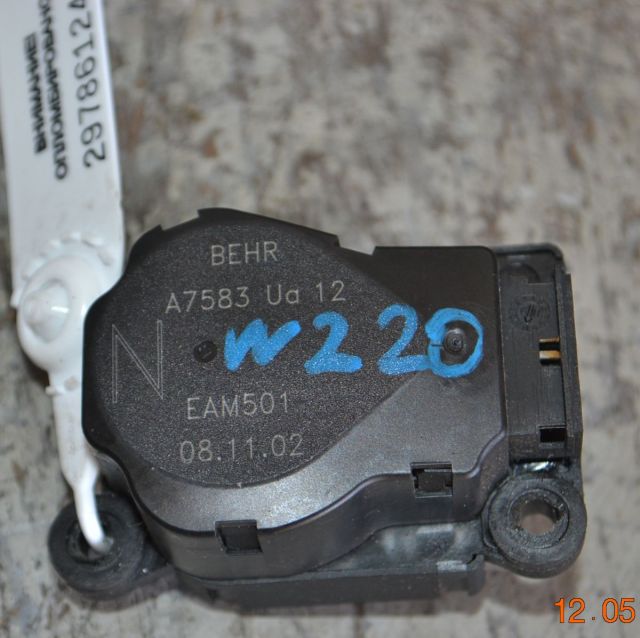 ВНИМАНИЕ
ОПЛОМБИРОВАНО
2978612
BEHR
A7583 Ua 12
N
W220
EAM501
08.11.02
12.05